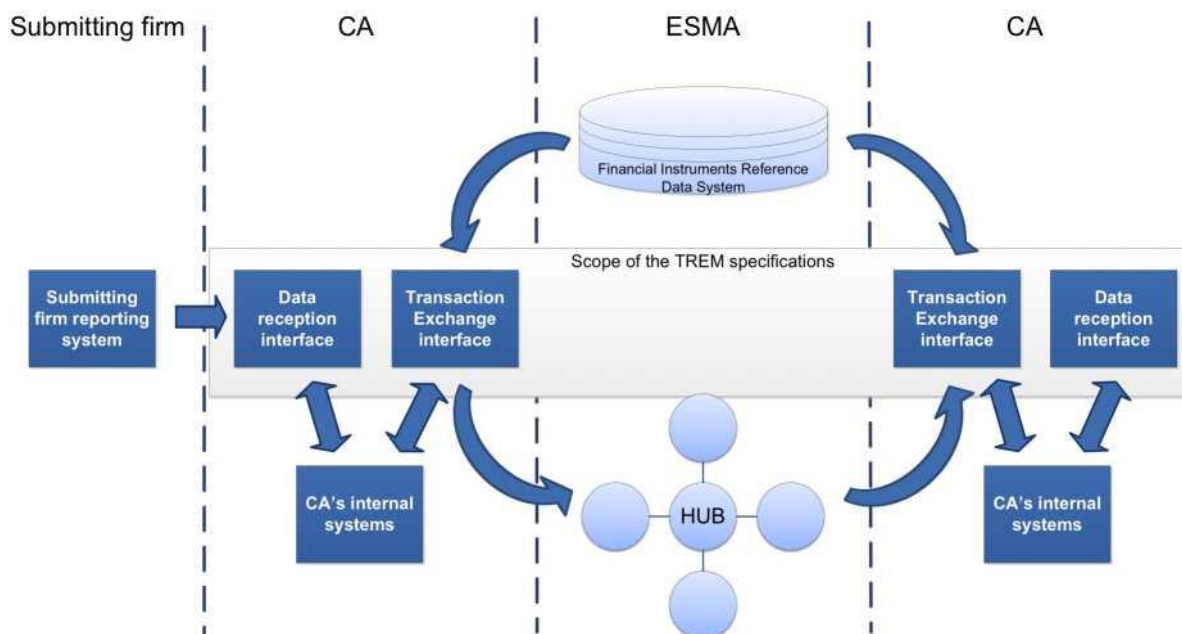 Submitting firm
CA
ESMA
CA
Financial Instruments Reference
Data System
Scope of the TREM specifications
Submitting
firm reporting
system
Data
reception
interface
Transaction
Exchange
interface
Transaction
Exchange
interface
Data
reception
interface
CA's internal
systems
HUB
CA's internal
systems